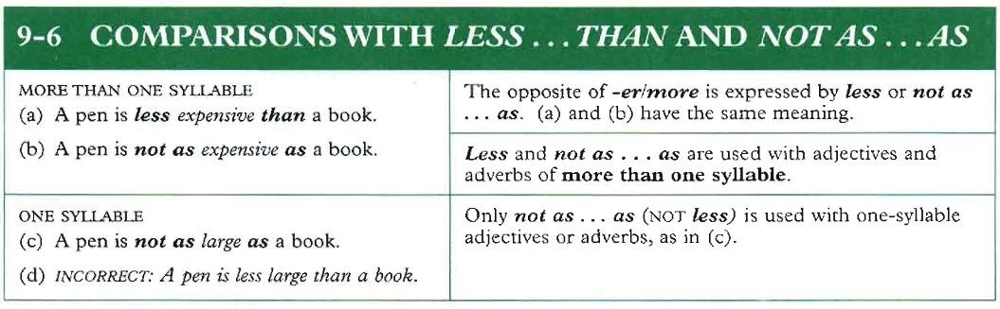 9-6 COMPARISONS WITH LESS . . . THAN AND NOT AS . . . AS
MORE THAN ONE SYLLABLE
(a) A pen is less expensive than a book.
(b) A pen is not as expensive as a book.
The opposite of -er/more is expressed by less or not as
. . . as. (a) and (b) have the same meaning.
Less and not as . . . as are used with adjectives and
adverbs of more than one syllable.
ONE SYLLABLE
(c) A pen is not as large as a book.
(d) INCORRECT: A pen is less large than a book.
Only not as . . . as (NOT less) is used with one-syllable
adjectives or adverbs, as in (c).